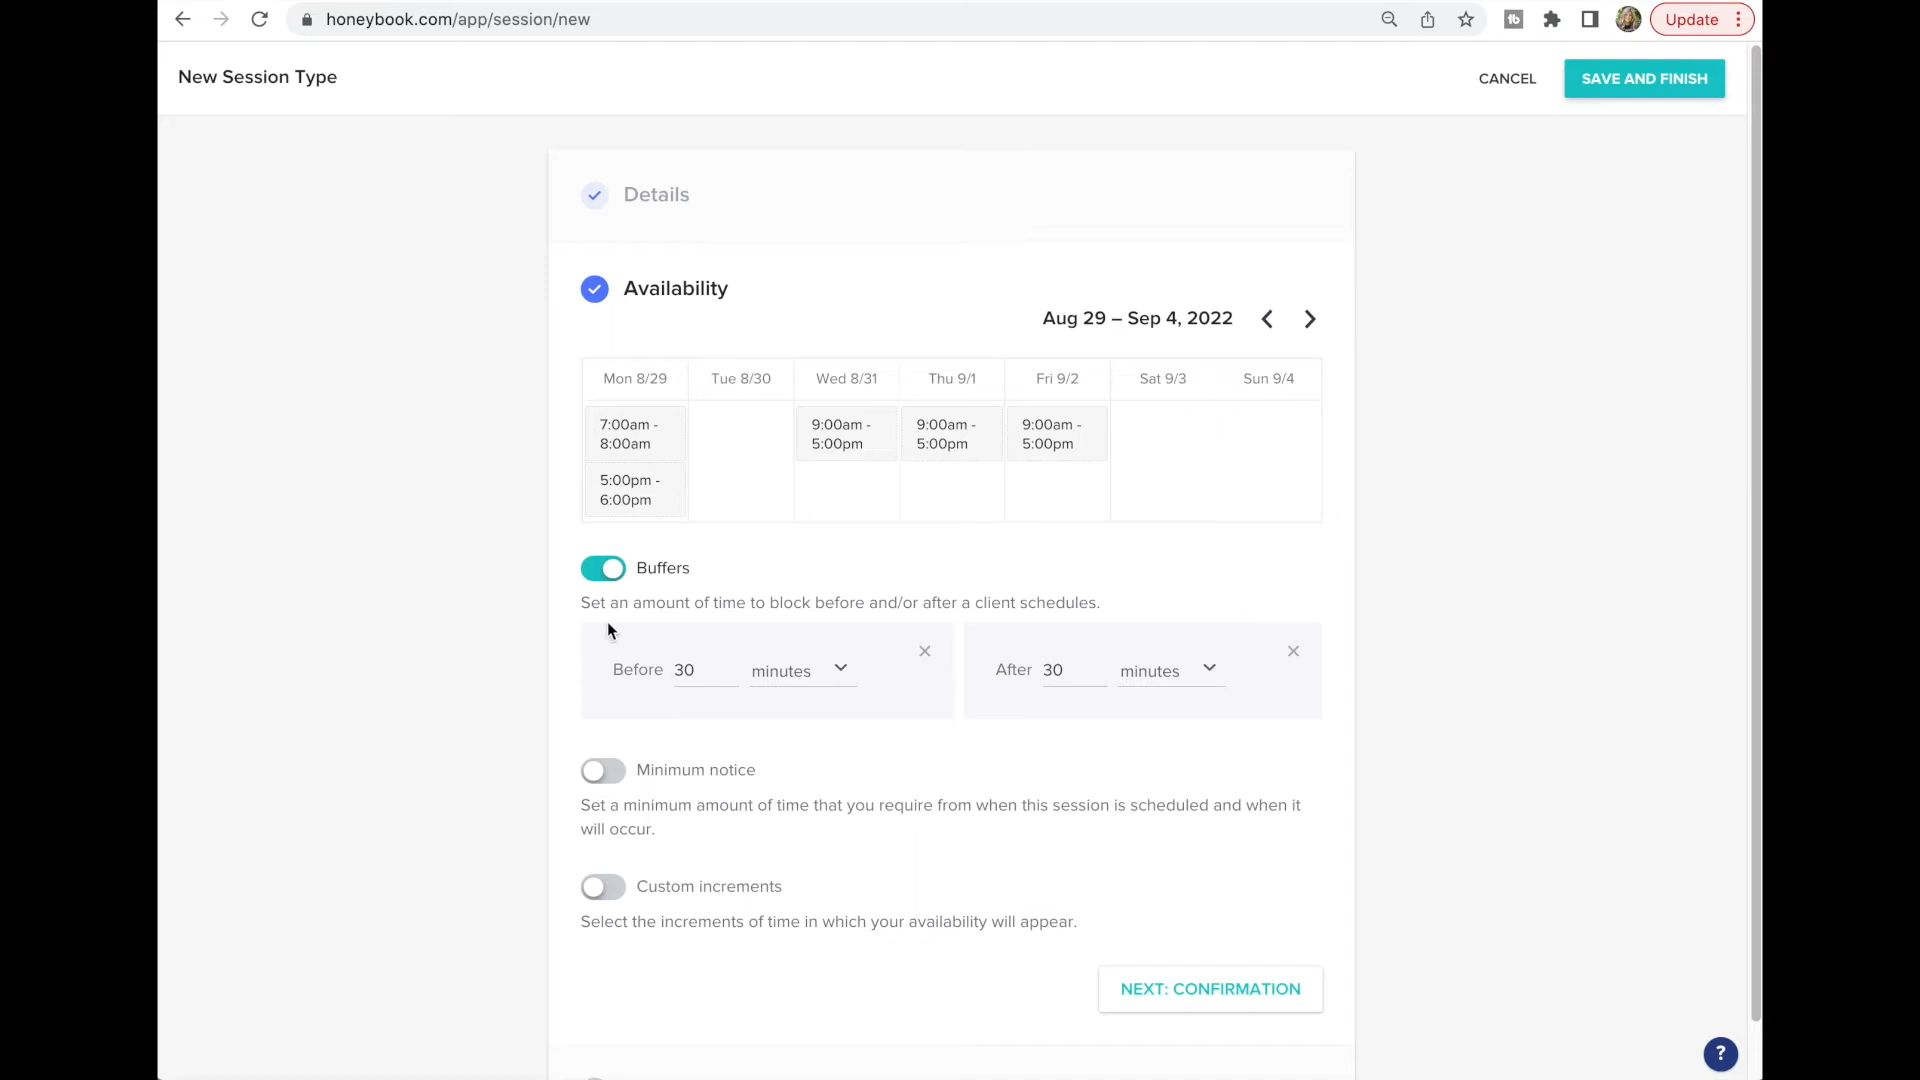 honeybook.com/app/session/new
Update
New Session Type
CANCEL
SAVE AND FINISH
Details
Availability
Aug 29 – Sep 4, 2022
Mon 8/29
Tue 8/30
Wed 8/31
Thu 9/1
Fri 9/2
Sat 9/3
Sun 9/4
7:00am -
8:00am
9:00am -
5:00pm
9:00am -
5:00pm
9:00am -
5:00pm
5:00pm -
6:00pm
Buffers
Set an amount of time to block before and/or after a client schedules.
Before 30 minutes
After 30 minutes
Minimum notice
Set a minimum amount of time that you require from when this session is scheduled and when it
will occur.
Custom increments
Select the increments of time in which your availability will appear.
NEXT: CONFIRMATION
?